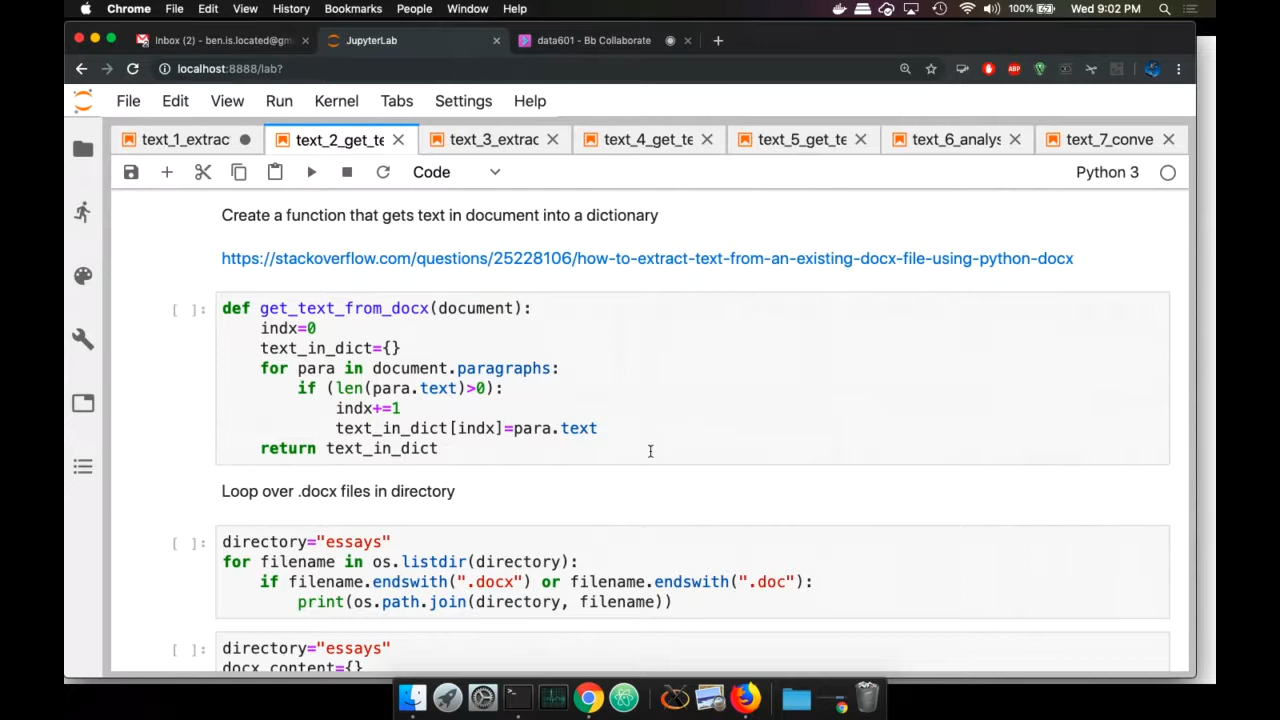 Chrome File Edit View History Bookmarks People Window Help 100% Wed 9:02 PM
Inbox (2) - ben.is.located@gm JupyterLab data601 - Bb Collaborate
localhost:8888/lab?
ABP
File Edit View Run Kernel Tabs Settings Help
text_1_extrac text_2_get_te text_3_extrac text_4_get_te text_5_get_te text_6_analys text_7_conve
Code Python 3
Create a function that gets text in document into a dictionary
https://stackoverflow.com/questions/25228106/how-to-extract-text-from-an-existing-docx-file-using-python-docx
[ ]: def get_text_from_docx(document):
indx=0
text_in_dict={}
for para in document.paragraphs:
if (len(para.text)>0):
indx+=1
text_in_dict[indx]=para.text
return text_in_dict
Loop over .docx files in directory
[ ]: directory="essays"
for filename in os.listdir(directory):
if filename.endswith(".docx") or filename.endswith(".doc"):
print(os.path.join(directory, filename))
[ ]: directory="essays"
docx_content={}